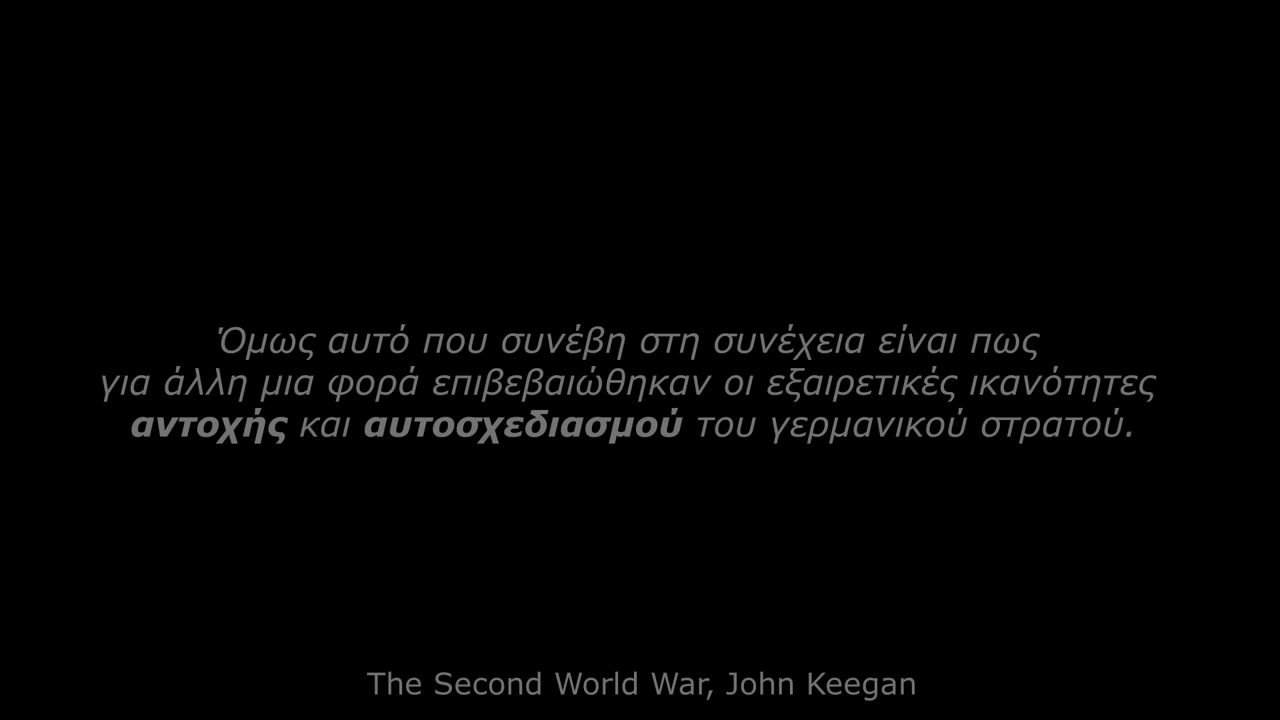 Όμως αυτό που συνέβη στη συνέχεια είναι πως
για άλλη μια φορά επιβεβαιώθηκαν οι εξαιρετικές ικανότητες
αντοχής και αυτοσχεδιασμού του γερμανικού στρατού.
The Second World War, John Keegan